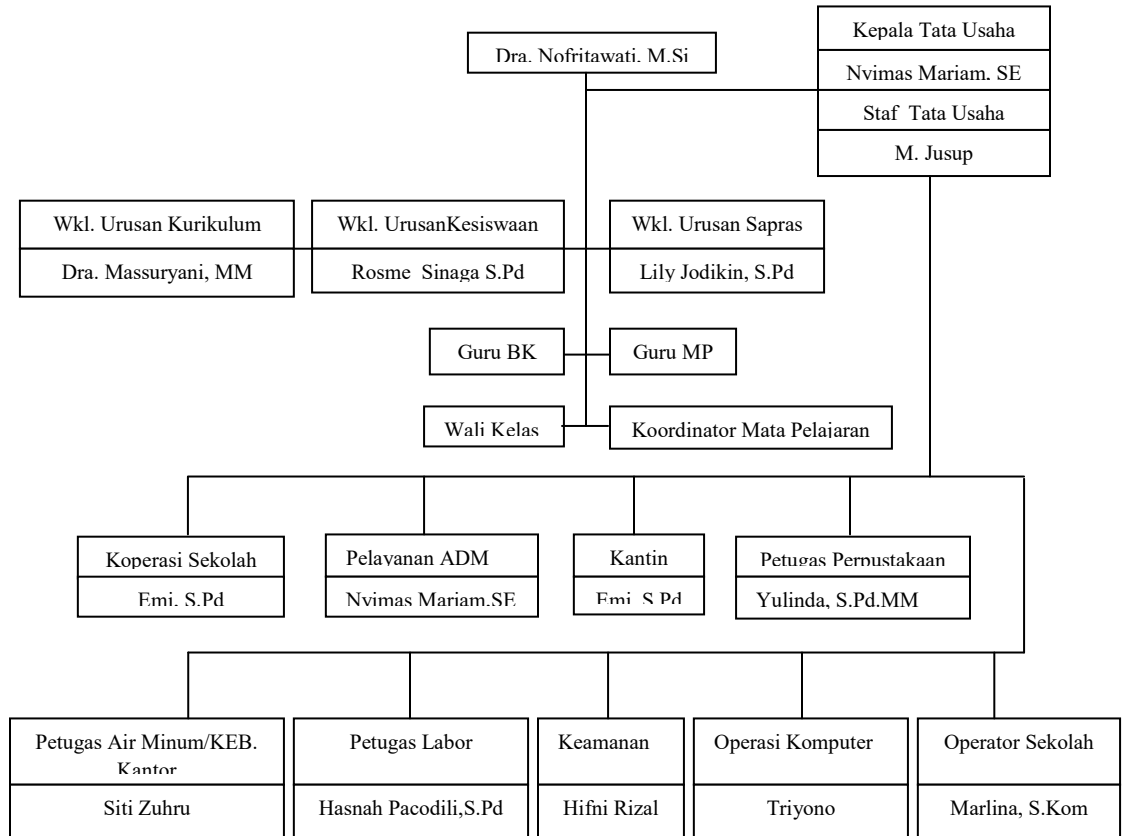 Dra. Nofritawati, M.Si
Kepala Tata Usaha
Nyimas Mariam, SE
Staf Tata Usaha
M. Jusup
Wkl. Urusan Kurikulum
Dra. Massuryani, MM
Wkl. UrusanKesiswaan
Rosme Sinaga S.Pd
Wkl. Urusan Sapras
Lily Jodikin, S.Pd
Guru BK
Guru MP
Wali Kelas
Koordinator Mata Pelajaran
Koperasi Sekolah
Emi, S.Pd
Pelayanan ADM
Nyimas Mariam,SE
Kantin
Emi, S.Pd
Petugas Perpustakaan
Yulinda, S.Pd.MM
Petugas Air Minum/KEB.
Kantor
Siti Zuhru
Petugas Labor
Hasnah Pacodili,S.Pd
Keamanan
Hifni Rizal
Operasi Komputer
Triyono
Operator Sekolah
Marlina, S.Kom